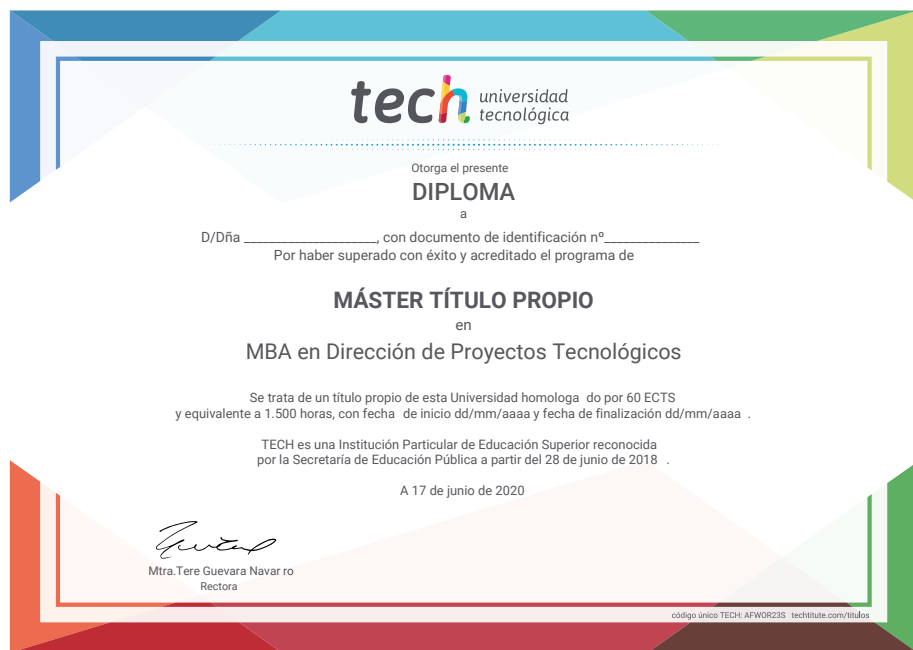 tech universidad
tecnológica
Otorga el presente
DIPLOMA
a
D/Dña ______________________, con documento de identificación nº________________
Por haber superado con éxito y acreditado el programa de
MÁSTER TÍTULO PROPIO
en
MBA en Dirección de Proyectos Tecnológicos
Se trata de un título propio de esta Universidad homologa do por 60 ECTS
y equivalente a 1.500 horas, con fecha de inicio dd/mm/aaaa y fecha de finalización dd/mm/aaaa .
TECH es una Institución Particular de Educación Superior reconocida
por la Secretaría de Educación Pública a partir del 28 de junio de 2018 .
A 17 de junio de 2020
Mtra.Tere Guevara Navar ro
Rectora
código único TECH: AFWOR23S techtitute.com/titulos